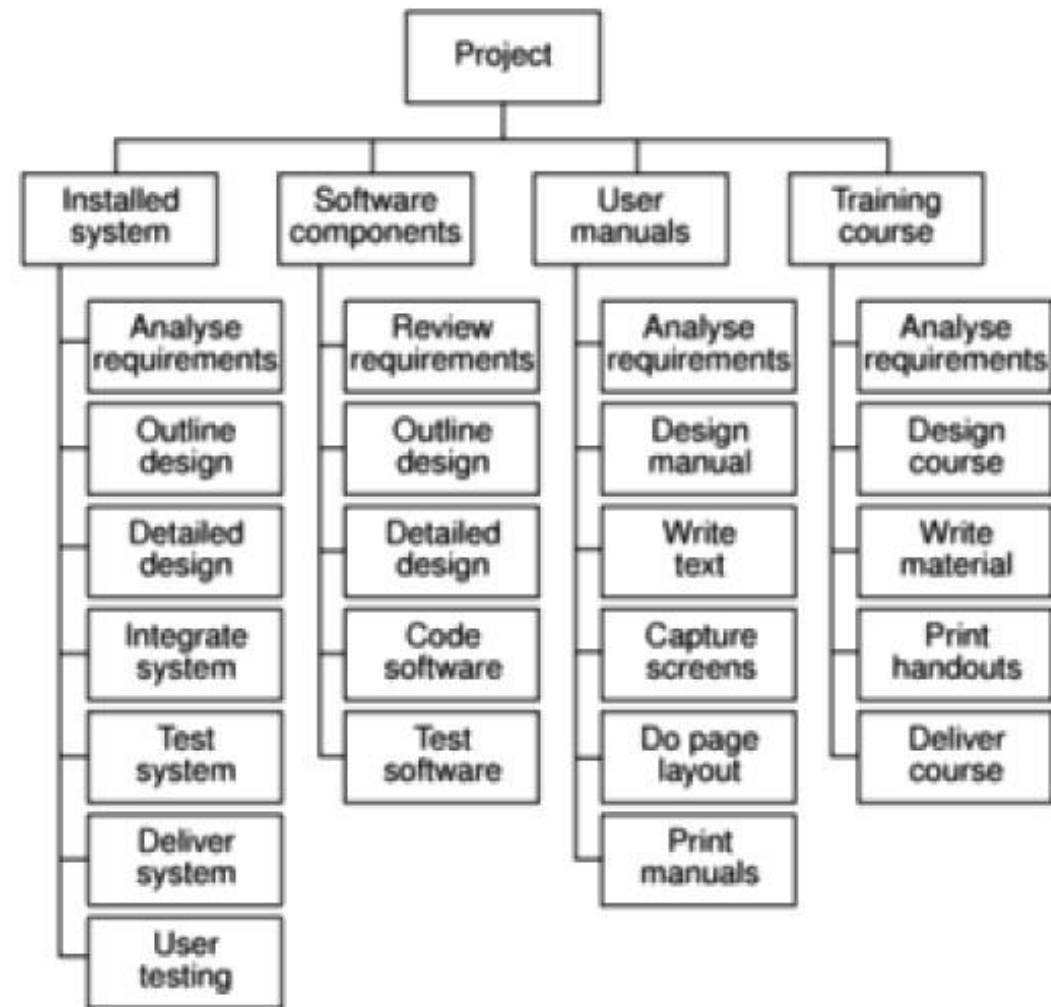 Project
Installed
system
Software
components
User
manuals
Training
course
Analyse
requirements
Outline
design
Detailed
design
Integrate
system
Test
system
Deliver
system
User
testing
Review
requirements
Outline
design
Detailed
design
Code
software
Test
software
Analyse
requirements
Design
manual
Write
text
Capture
screens
Do page
layout
Print
manuals
Analyse
requirements
Design
course
Write
material
Print
handouts
Deliver
course